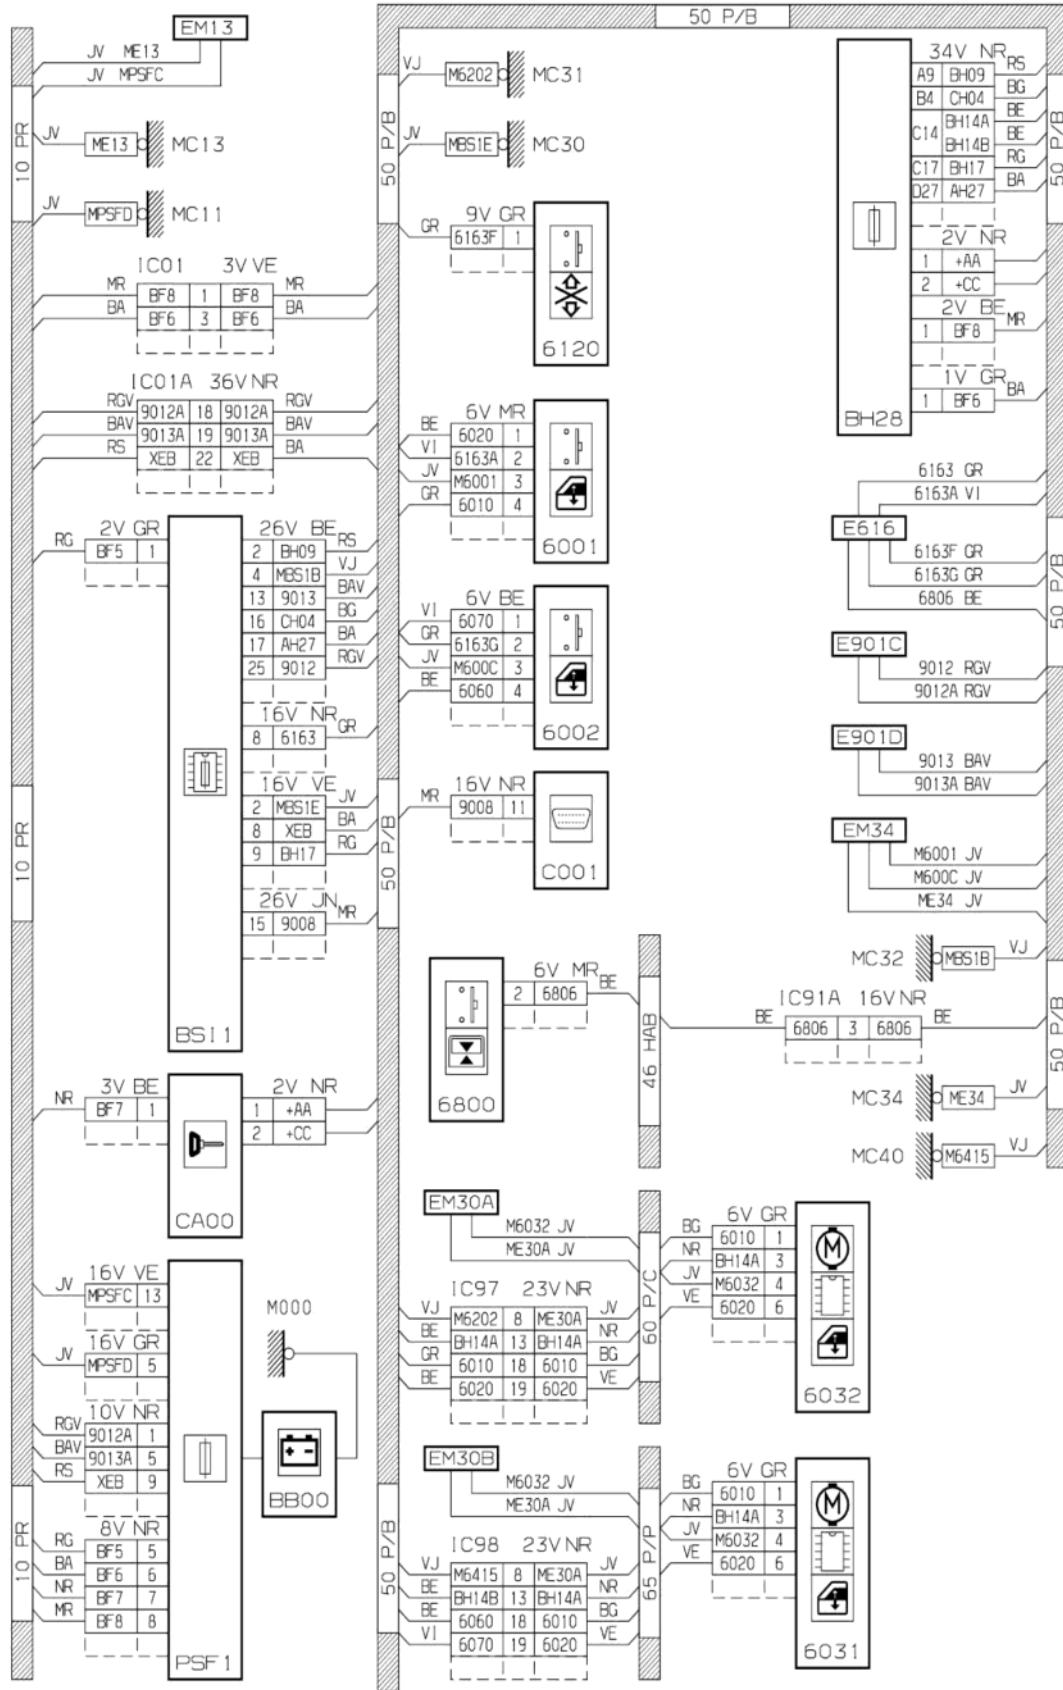 50 P/B
EM13
JV ME13
JV MPSFC
10 PR
JV
ME13
MC13
JV
MPSFD
MC11
IC01 3V VE
MR BF8 1 BF8 MR
BA BF6 3 BF6 BA
IC01A 36V NR
RGV 9012A 18 9012A RGV
BAV 9013A 19 9013A BAV
RS XEB 22 XEB BA
2V GR
RG BF5 1
26V BE
2 BH09 RS
4 MBS1B VJ
13 9013 BAV
16 CH04 BG
17 AH27 BA
25 9012 RGV
16V NR
8 6163 GR
16V VE
2 MBS1E JV
8 XEB BA
9 BH17 RG
26V JN
15 9008 MR
BSI1
10 PR
3V BE
NR BF7 1
2V NR
1 +AA
2 +CC
CA00
16V VE
JV MPSFC 13
16V GR
JV MPSFD 5
10V NR
RGV 9012A 1
BAV 9013A 5
RS XEB 9
8V NR
RG BF5 5
BA BF6 6
NR BF7 7
MR BF8 8
PSF1
10 PR
M000
BB00
50 P/B
VJ M6202 MC31
JV MBS1E MC30
9V GR
GR 6163F 1
6120
6V MR
BE 6020 1
VI 6163A 2
JV M6001 3
GR 6010 4
6001
6V BE
VI 6070 1
GR 6163G 2
JV M600C 3
BE 6060 4
6002
50 P/B
16V NR
MR 9008 11
C001
6V MR
2 6806 BE
6800
46 HAB
IC91A 16V NR
BE 6806 3 6806 BE
EM30A
M6032 JV
ME30A JV
IC97 23V NR
VJ M6202 8 ME30A JV
BE BH14A 13 BH14A NR
GR 6010 18 6010 BG
BE 6020 19 6020 VE
60 P/C
6V GR
BG 6010 1
NR BH14A 3
JV M6032 4
VE 6020 6
M
6032
50 P/B
EM30B
M6032 JV
ME30A JV
IC98 23V NR
VJ M6415 8 ME30A JV
BE BH14B 13 BH14A NR
BE 6060 18 6010 BG
VI 6070 19 6020 VE
65 P/P
6V GR
BG 6010 1
NR BH14A 3
JV M6032 4
VE 6020 6
M
6031
34V NR
A9 BH09 RS
B4 CH04 BG
C14 BH14A BE
BH14B BE
C17 BH17 RG
D27 AH27 BA
2V NR
1 +AA
2 +CC
2V BE
1 BF8 MR
1V GR
1 BF6 BA
BH28
50 P/B
6163 GR
6163A VI
E616
6163F GR
6163G GR
6806 BE
50 P/B
E901C
9012 RGV
9012A RGV
E901D
9013 BAV
9013A BAV
EM34
M6001 JV
M600C JV
ME34 JV
MC32 MBS1B VJ
50 P/B
MC34 ME34 JV
MC40 M6415 VJ